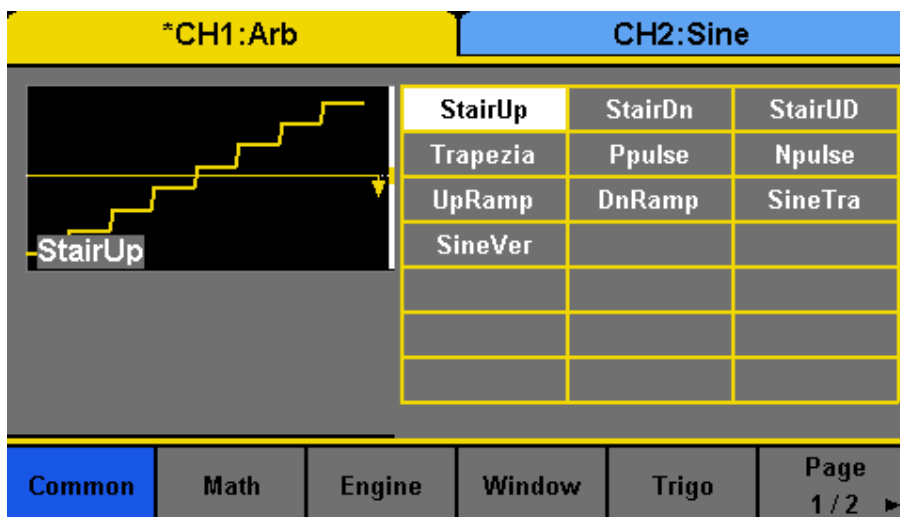 *CH1:Arb CH2:Sine
StairUp StairDn StairUD
Trapezia Ppulse Npulse
UpRamp DnRamp SineTra
SineVer
StairUp
Common Math Engine Window Trigo Page
1 / 2 ►